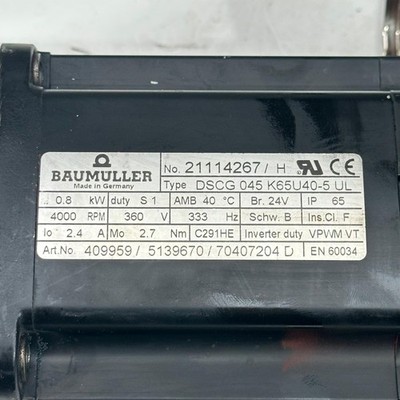 BAUMÜLLER
Made in Germany
No. 21114267 / H
Type DSCG 045 K65U40-5 UL
0.8 kW duty S 1 AMB 40 °C Br. 24V IP 65
4000 RPM 360 V 333 Hz Schw. B Ins.Cl. F
Io 2.4 A Mo 2.7 Nm C291HE Inverter duty VPWM VT
Art.No. 409959 / 5139670 / 70407204 D EN 60034